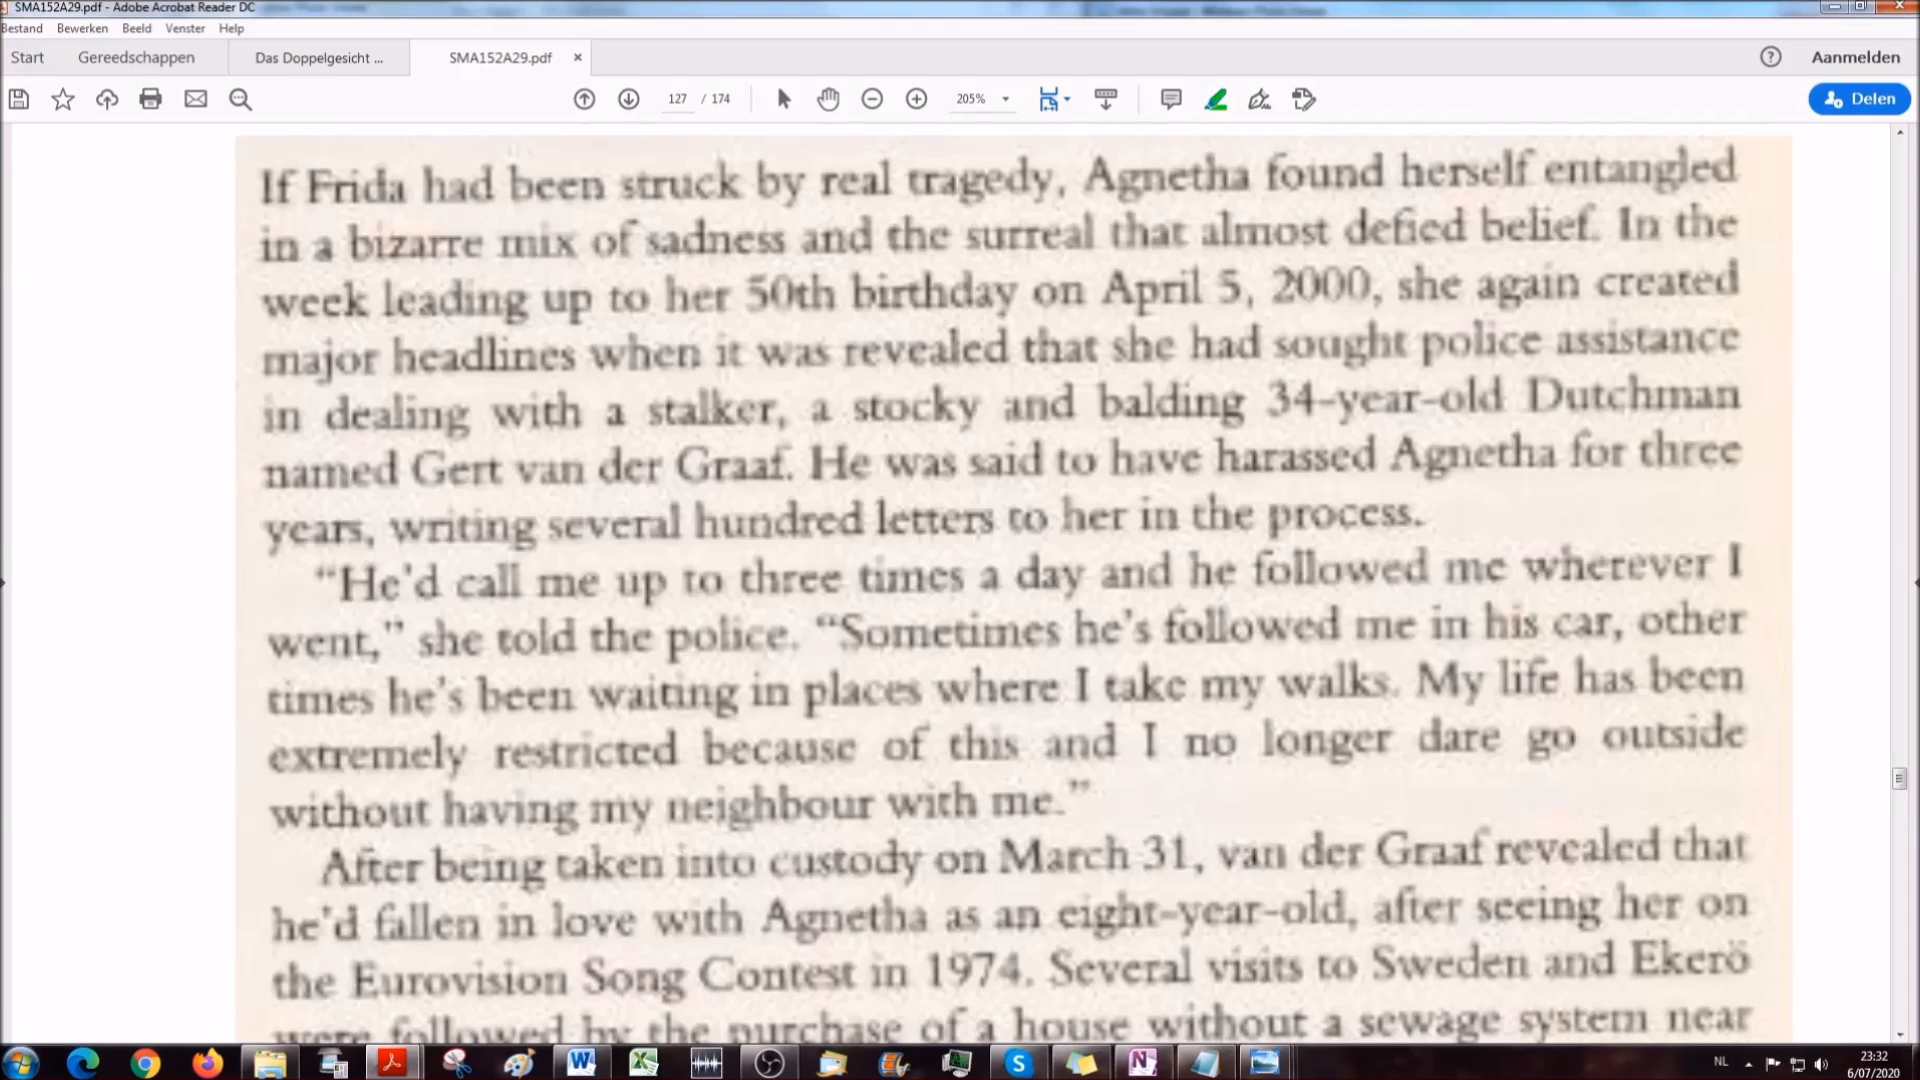 SMA152A29.pdf - Adobe Acrobat Reader DC
Bestand Bewerken Beeld Venster Help
Start Gereedschappen Das Doppelgesicht ... SMA152A29.pdf × Aanmelden
127 / 174 205% Delen
If Frida had been struck by real tragedy, Agnetha found herself entangled
in a bizarre mix of sadness and the surreal that almost defied belief. In the
week leading up to her 50th birthday on April 5, 2000, she again created
major headlines when it was revealed that she had sought police assistance
in dealing with a stalker, a stocky and balding 34-year-old Dutchman
named Gert van der Graaf. He was said to have harassed Agnetha for three
years, writing several hundred letters to her in the process.
“He’d call me up to three times a day and he followed me wherever I
went,” she told the police. “Sometimes he’s followed me in his car, other
times he’s been waiting in places where I take my walks. My life has been
extremely restricted because of this and I no longer dare go outside
without having my neighbour with me.”
After being taken into custody on March 31, van der Graaf revealed that
he’d fallen in love with Agnetha as an eight-year-old, after seeing her on
the Eurovision Song Contest in 1974. Several visits to Sweden and Ekerö
were followed by the purchase of a house without a sewage system near
NL 23:32
6/07/2020